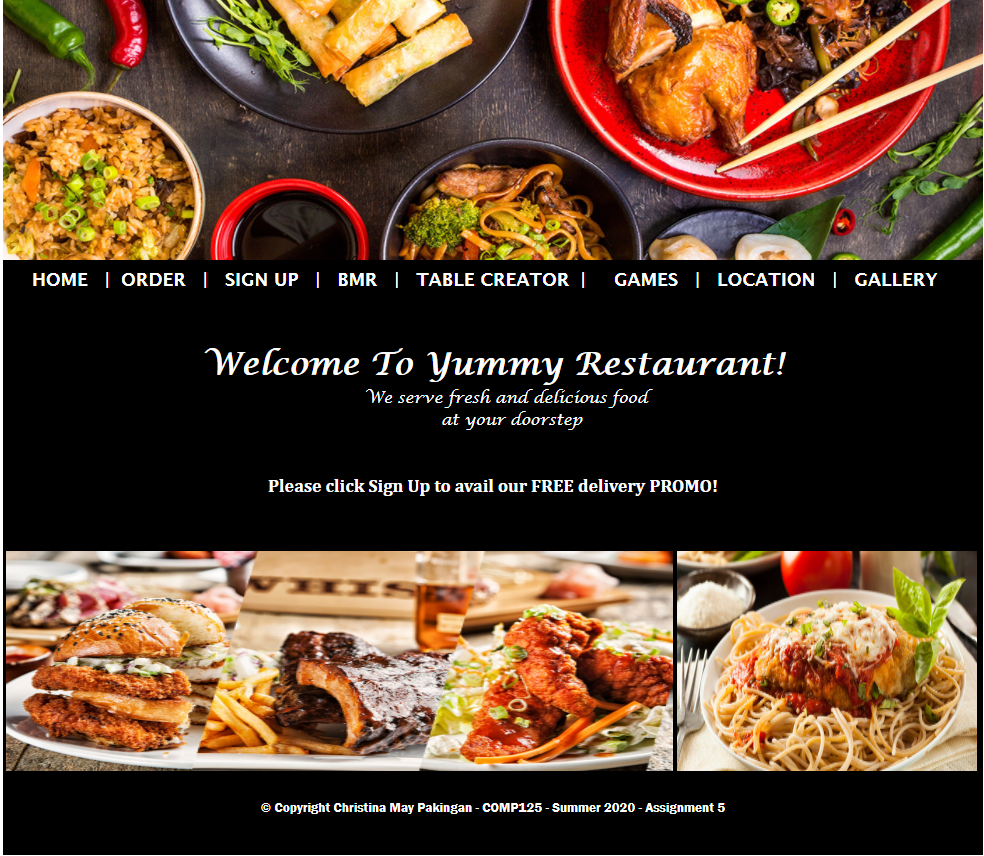 HOME | ORDER | SIGN UP | BMR | TABLE CREATOR | GAMES | LOCATION | GALLERY
Welcome To Yummy Restaurant!
We serve fresh and delicious food
at your doorstep
Please click Sign Up to avail our FREE delivery PROMO!
© Copyright Christina May Pakingan - COMP125 - Summer 2020 - Assignment 5